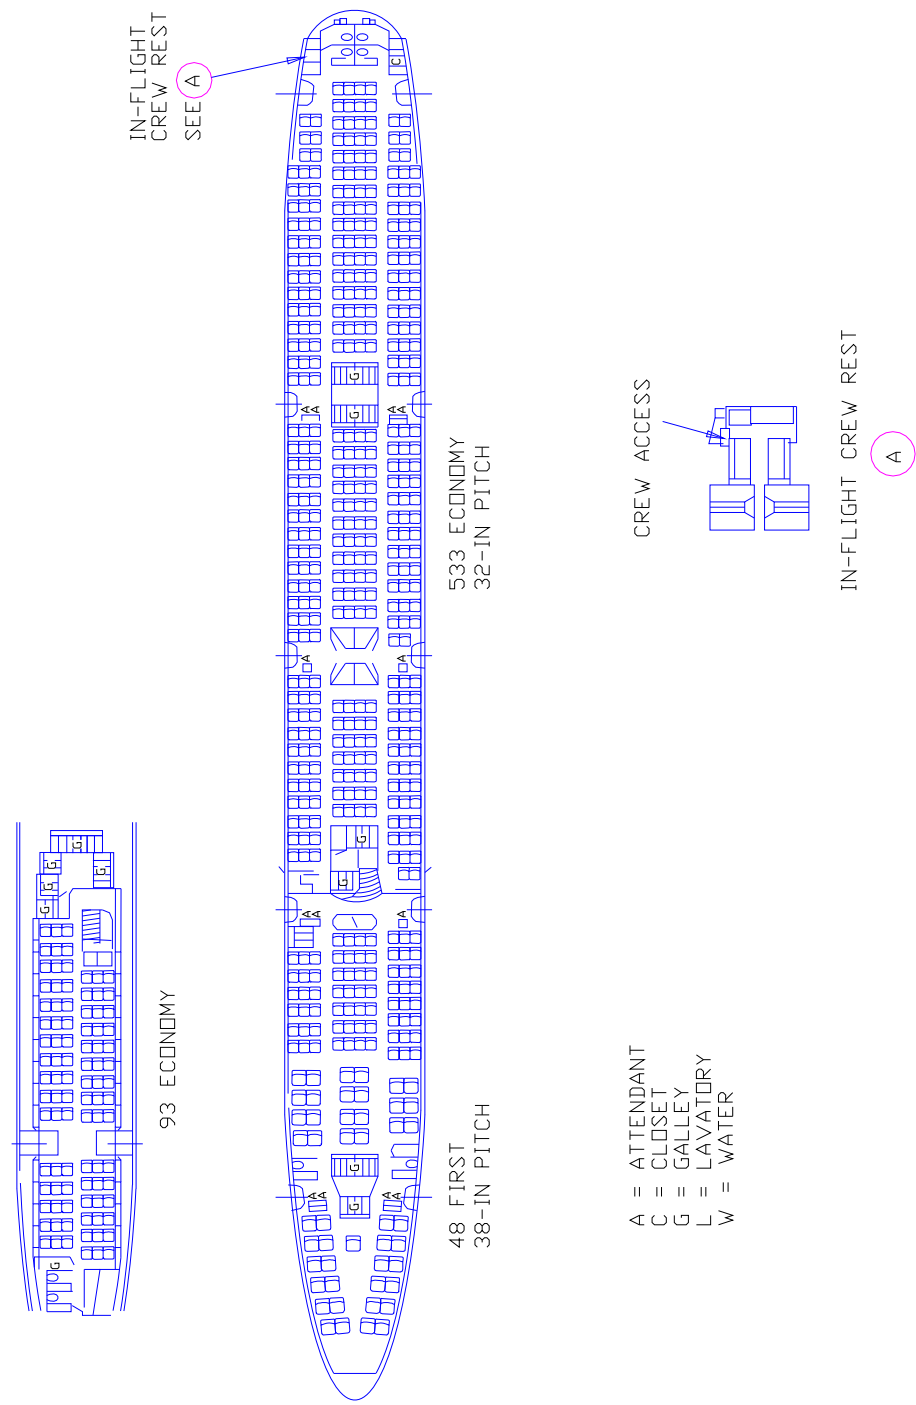 IN-FLIGHT
CREW REST
SEE A
C
G
G
A A
A A
A
A
G
G
A A
A
G
A A
A A
G
533 ECONOMY
32-IN PITCH
48 FIRST
38-IN PITCH
G
G
G
G
G
G
93 ECONOMY
CREW ACCESS
IN-FLIGHT CREW REST
A
A = ATTENDANT
C = CLOSET
G = GALLEY
L = LAVATORY
W = WATER